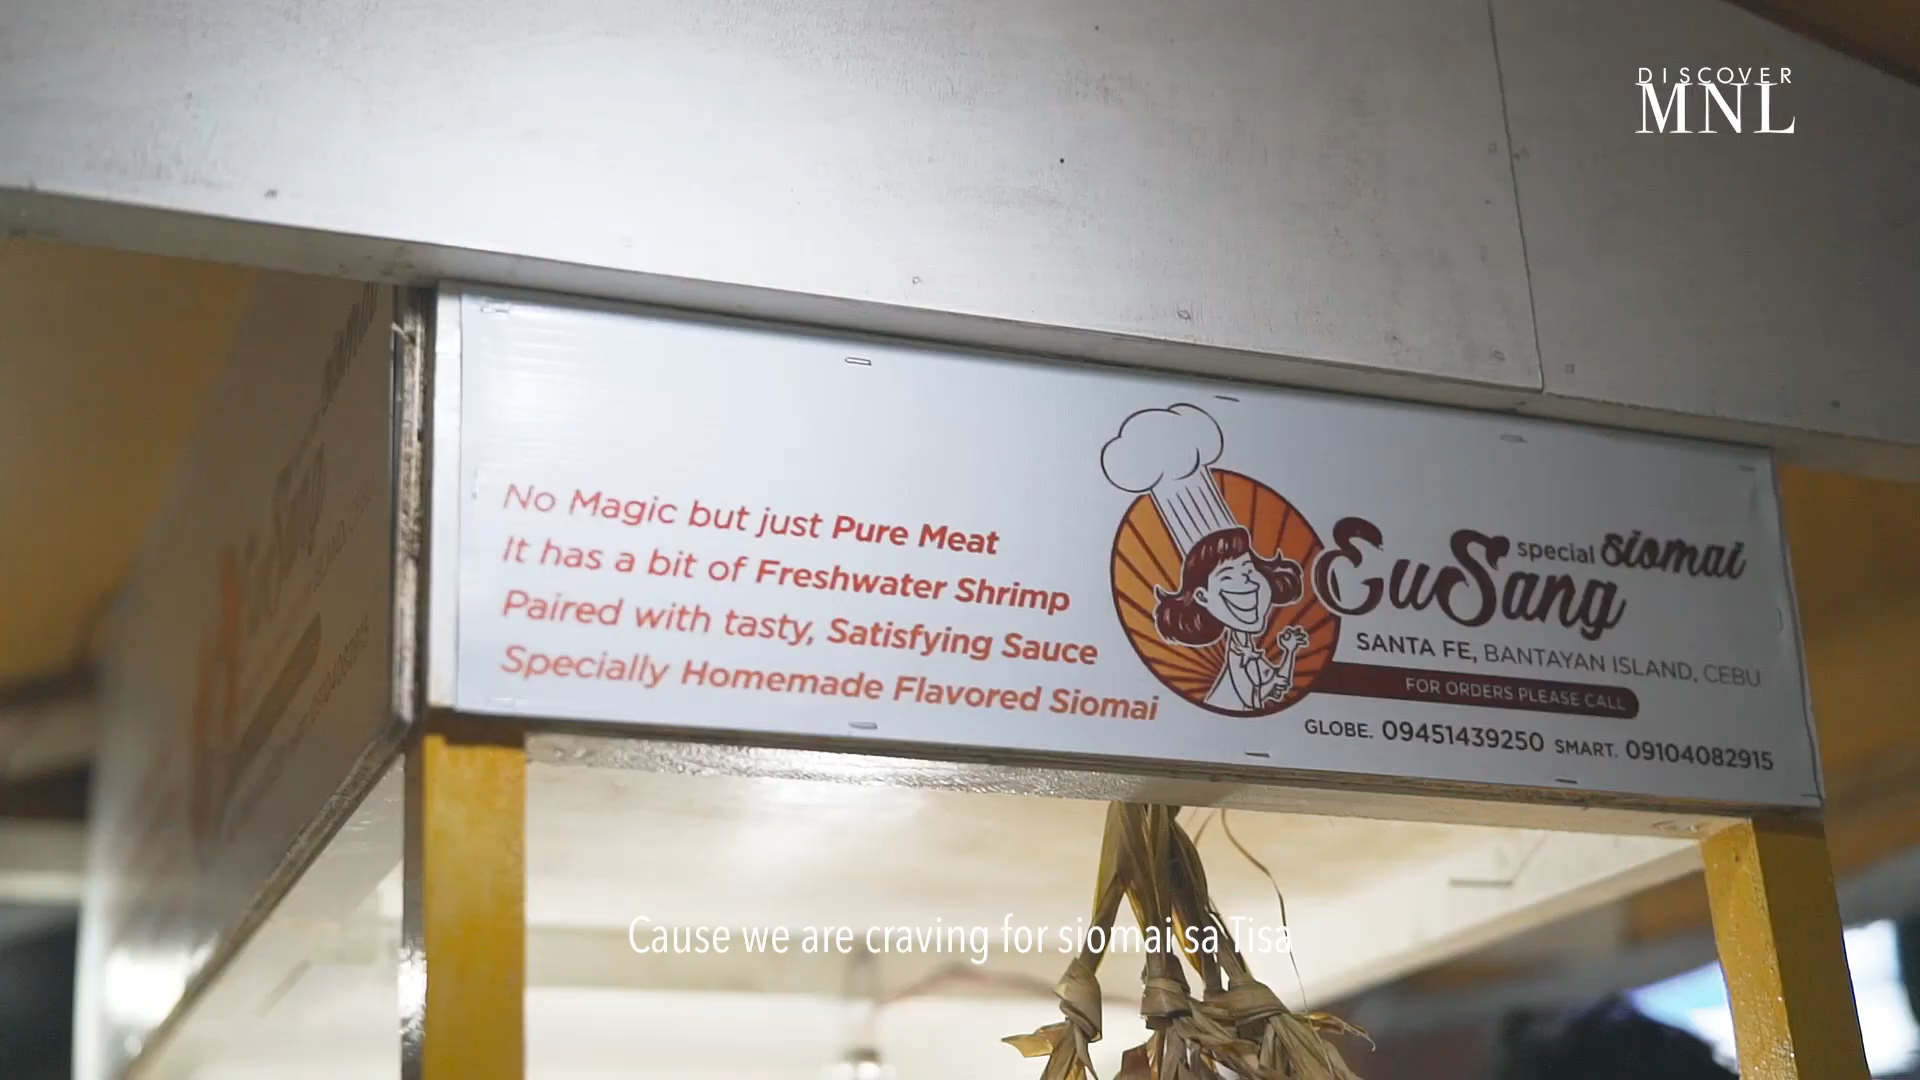 DISCOVER
MNL
No Magic but just Pure Meat
It has a bit of Freshwater Shrimp
Paired with tasty, Satisfying Sauce
Specially Homemade Flavored Siomai
EuSang special siomai
SANTA FE, BANTAYAN ISLAND, CEBU
FOR ORDERS PLEASE CALL
GLOBE. 09451439250 SMART. 09104082915
Cause we are craving for siomai sa Tisa